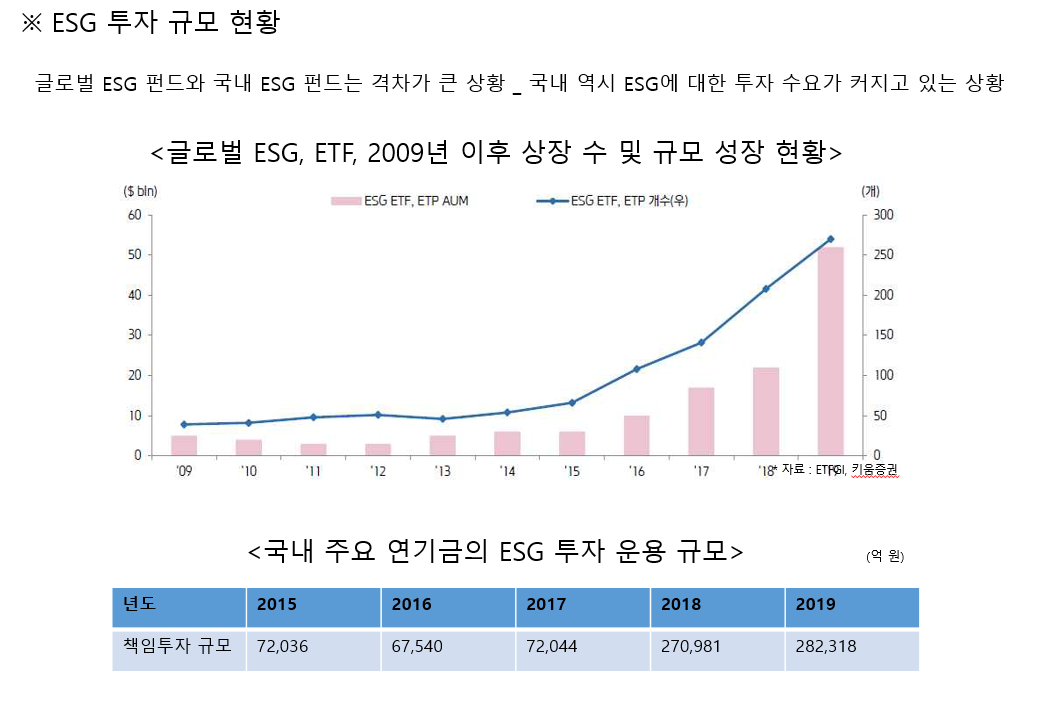 ※ ESG 투자 규모 현황
글로벌 ESG 펀드와 국내 ESG 펀드는 격차가 큰 상황 _ 국내 역시 ESG에 대한 투자 수요가 커지고 있는 상황
<글로벌 ESG, ETF, 2009년 이후 상장 수 및 규모 성장 현황>
($ bln) ESG ETF, ETP AUM ESG ETF, ETP 개수(우) (개)
60 300
50 250
40 200
30 150
20 100
10 50
0 0
'09 '10 '11 '12 '13 '14 '15 '16 '17 '18 '19
* 자료 : ETFGI, 키움증권
<국내 주요 연기금의 ESG 투자 운용 규모> (억 원)
년도 2015 2016 2017 2018 2019
책임투자 규모 72,036 67,540 72,044 270,981 282,318